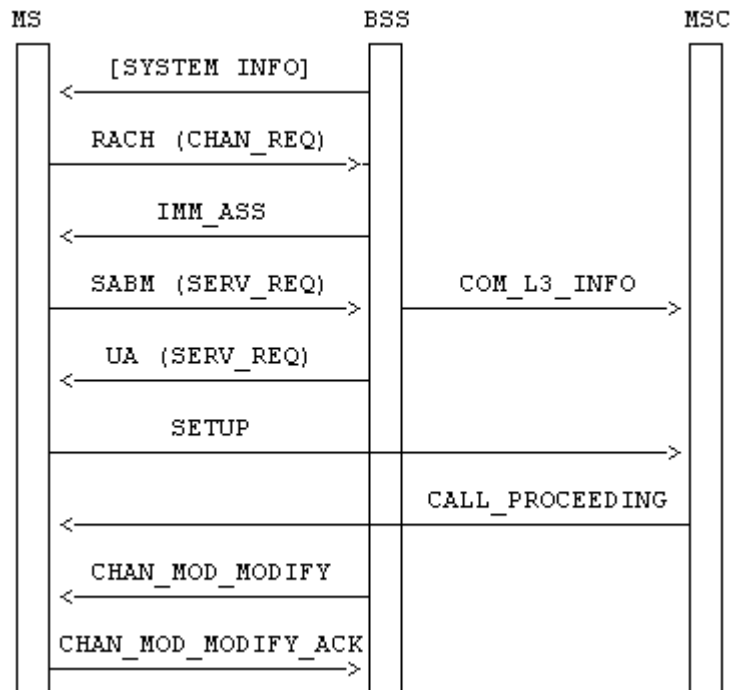 MS BSS MSC
[SYSTEM INFO]
RACH (CHAN_REQ)
IMM_ASS
SABM (SERV_REQ) COM_L3_INFO
UA (SERV_REQ)
SETUP
CALL_PROCEEDING
CHAN_MOD_MODIFY
CHAN_MOD_MODIFY_ACK